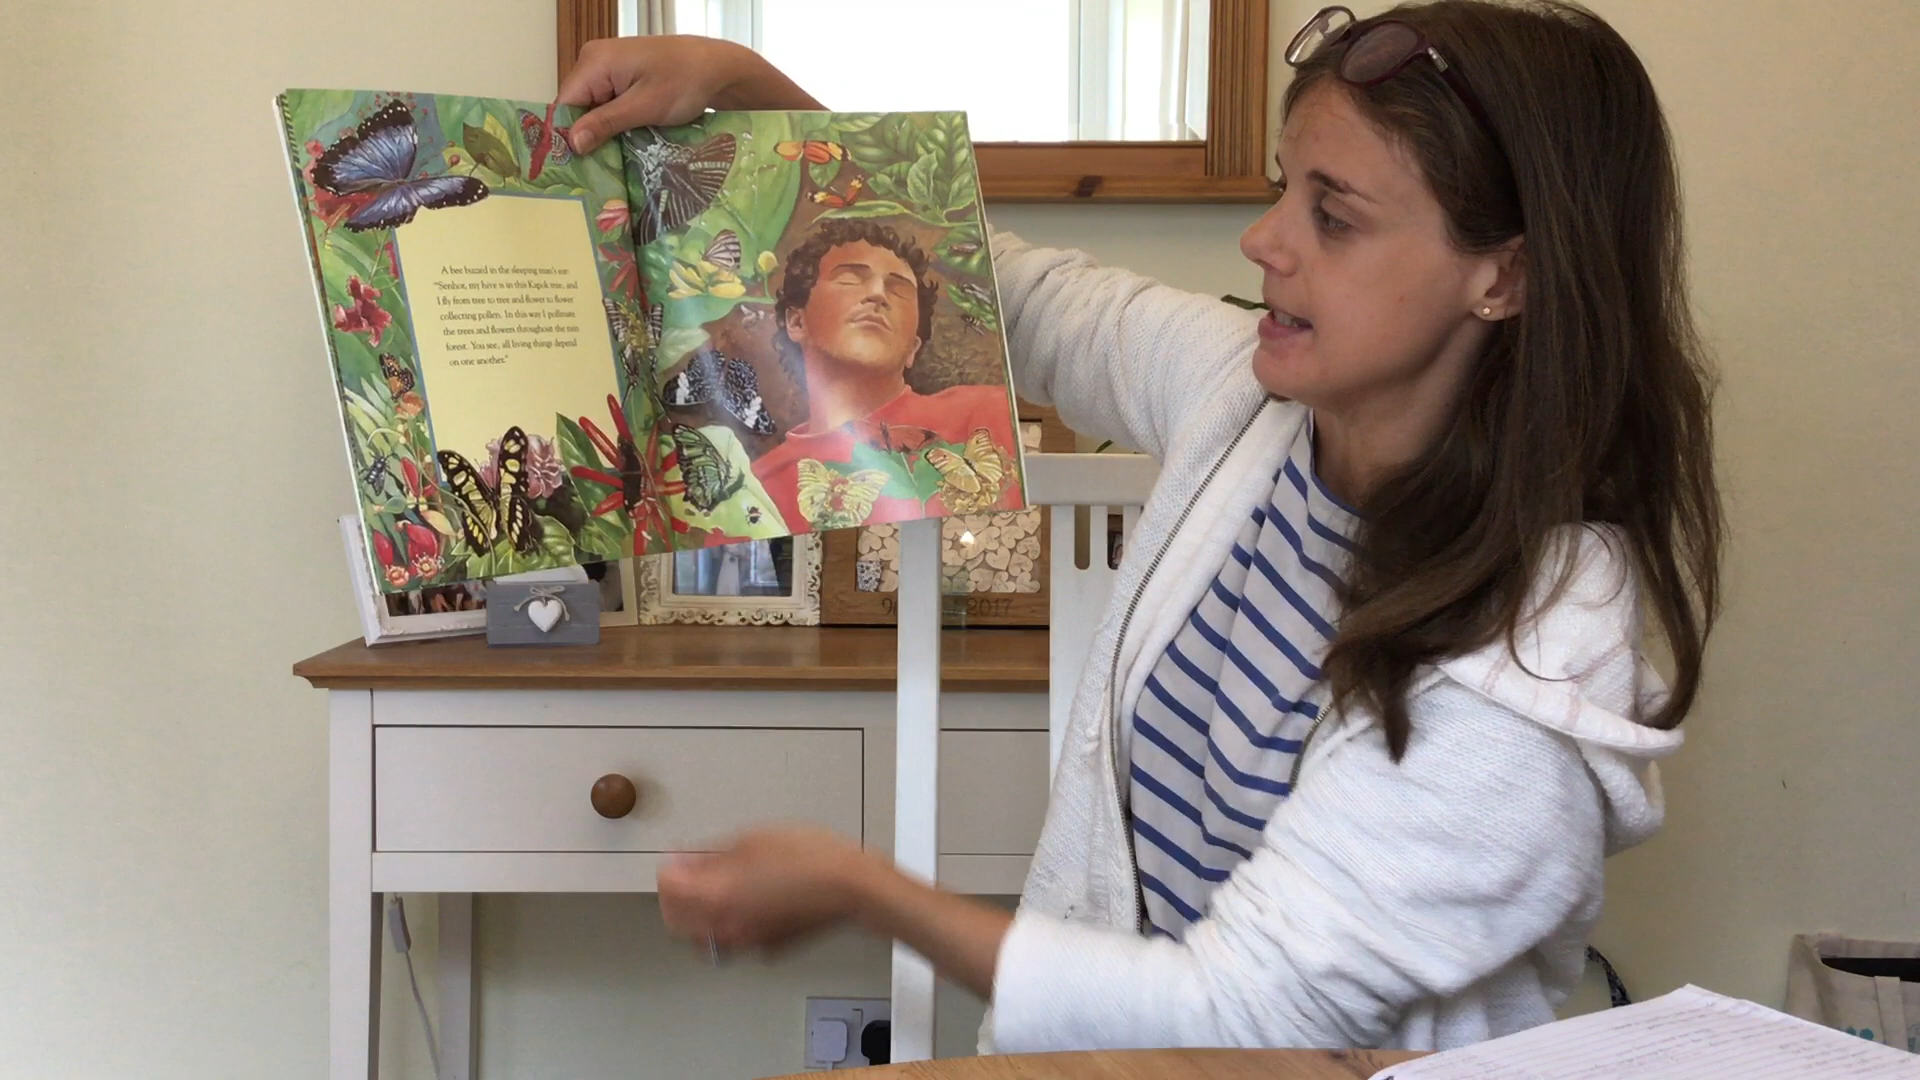 A bee buzzed in the sleeping man's ear:
"Senhor, my hive is in this Kapok tree, and
I fly from tree to tree and flower to flower
collecting pollen. In this way I pollinate
the trees and flowers throughout the rain
forest. You see, all living things depend
on one another."
2017